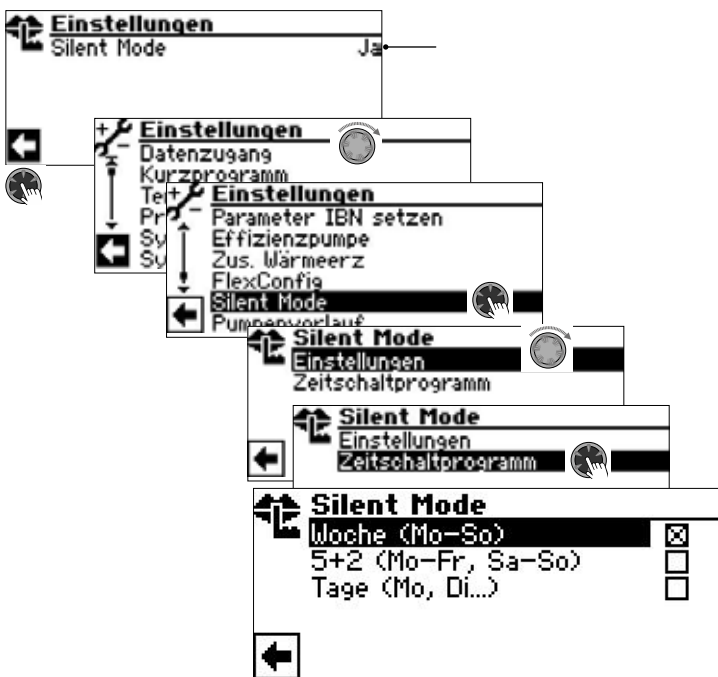 Einstellungen
Silent Mode Ja
Einstellungen
Datenzugang
Kurzprogramm
Einstellungen
Parameter IBN setzen
Effizienzpumpe
Zus. Wärmeerz
FlexConfig
Silent Mode
Pumpenvorlauf
Silent Mode
Einstellungen
Zeitschaltprogramm
Silent Mode
Einstellungen
Zeitschaltprogramm
Silent Mode
Woche (Mo-So)
5+2 (Mo-Fr, Sa-So)
Tage (Mo, Di...)